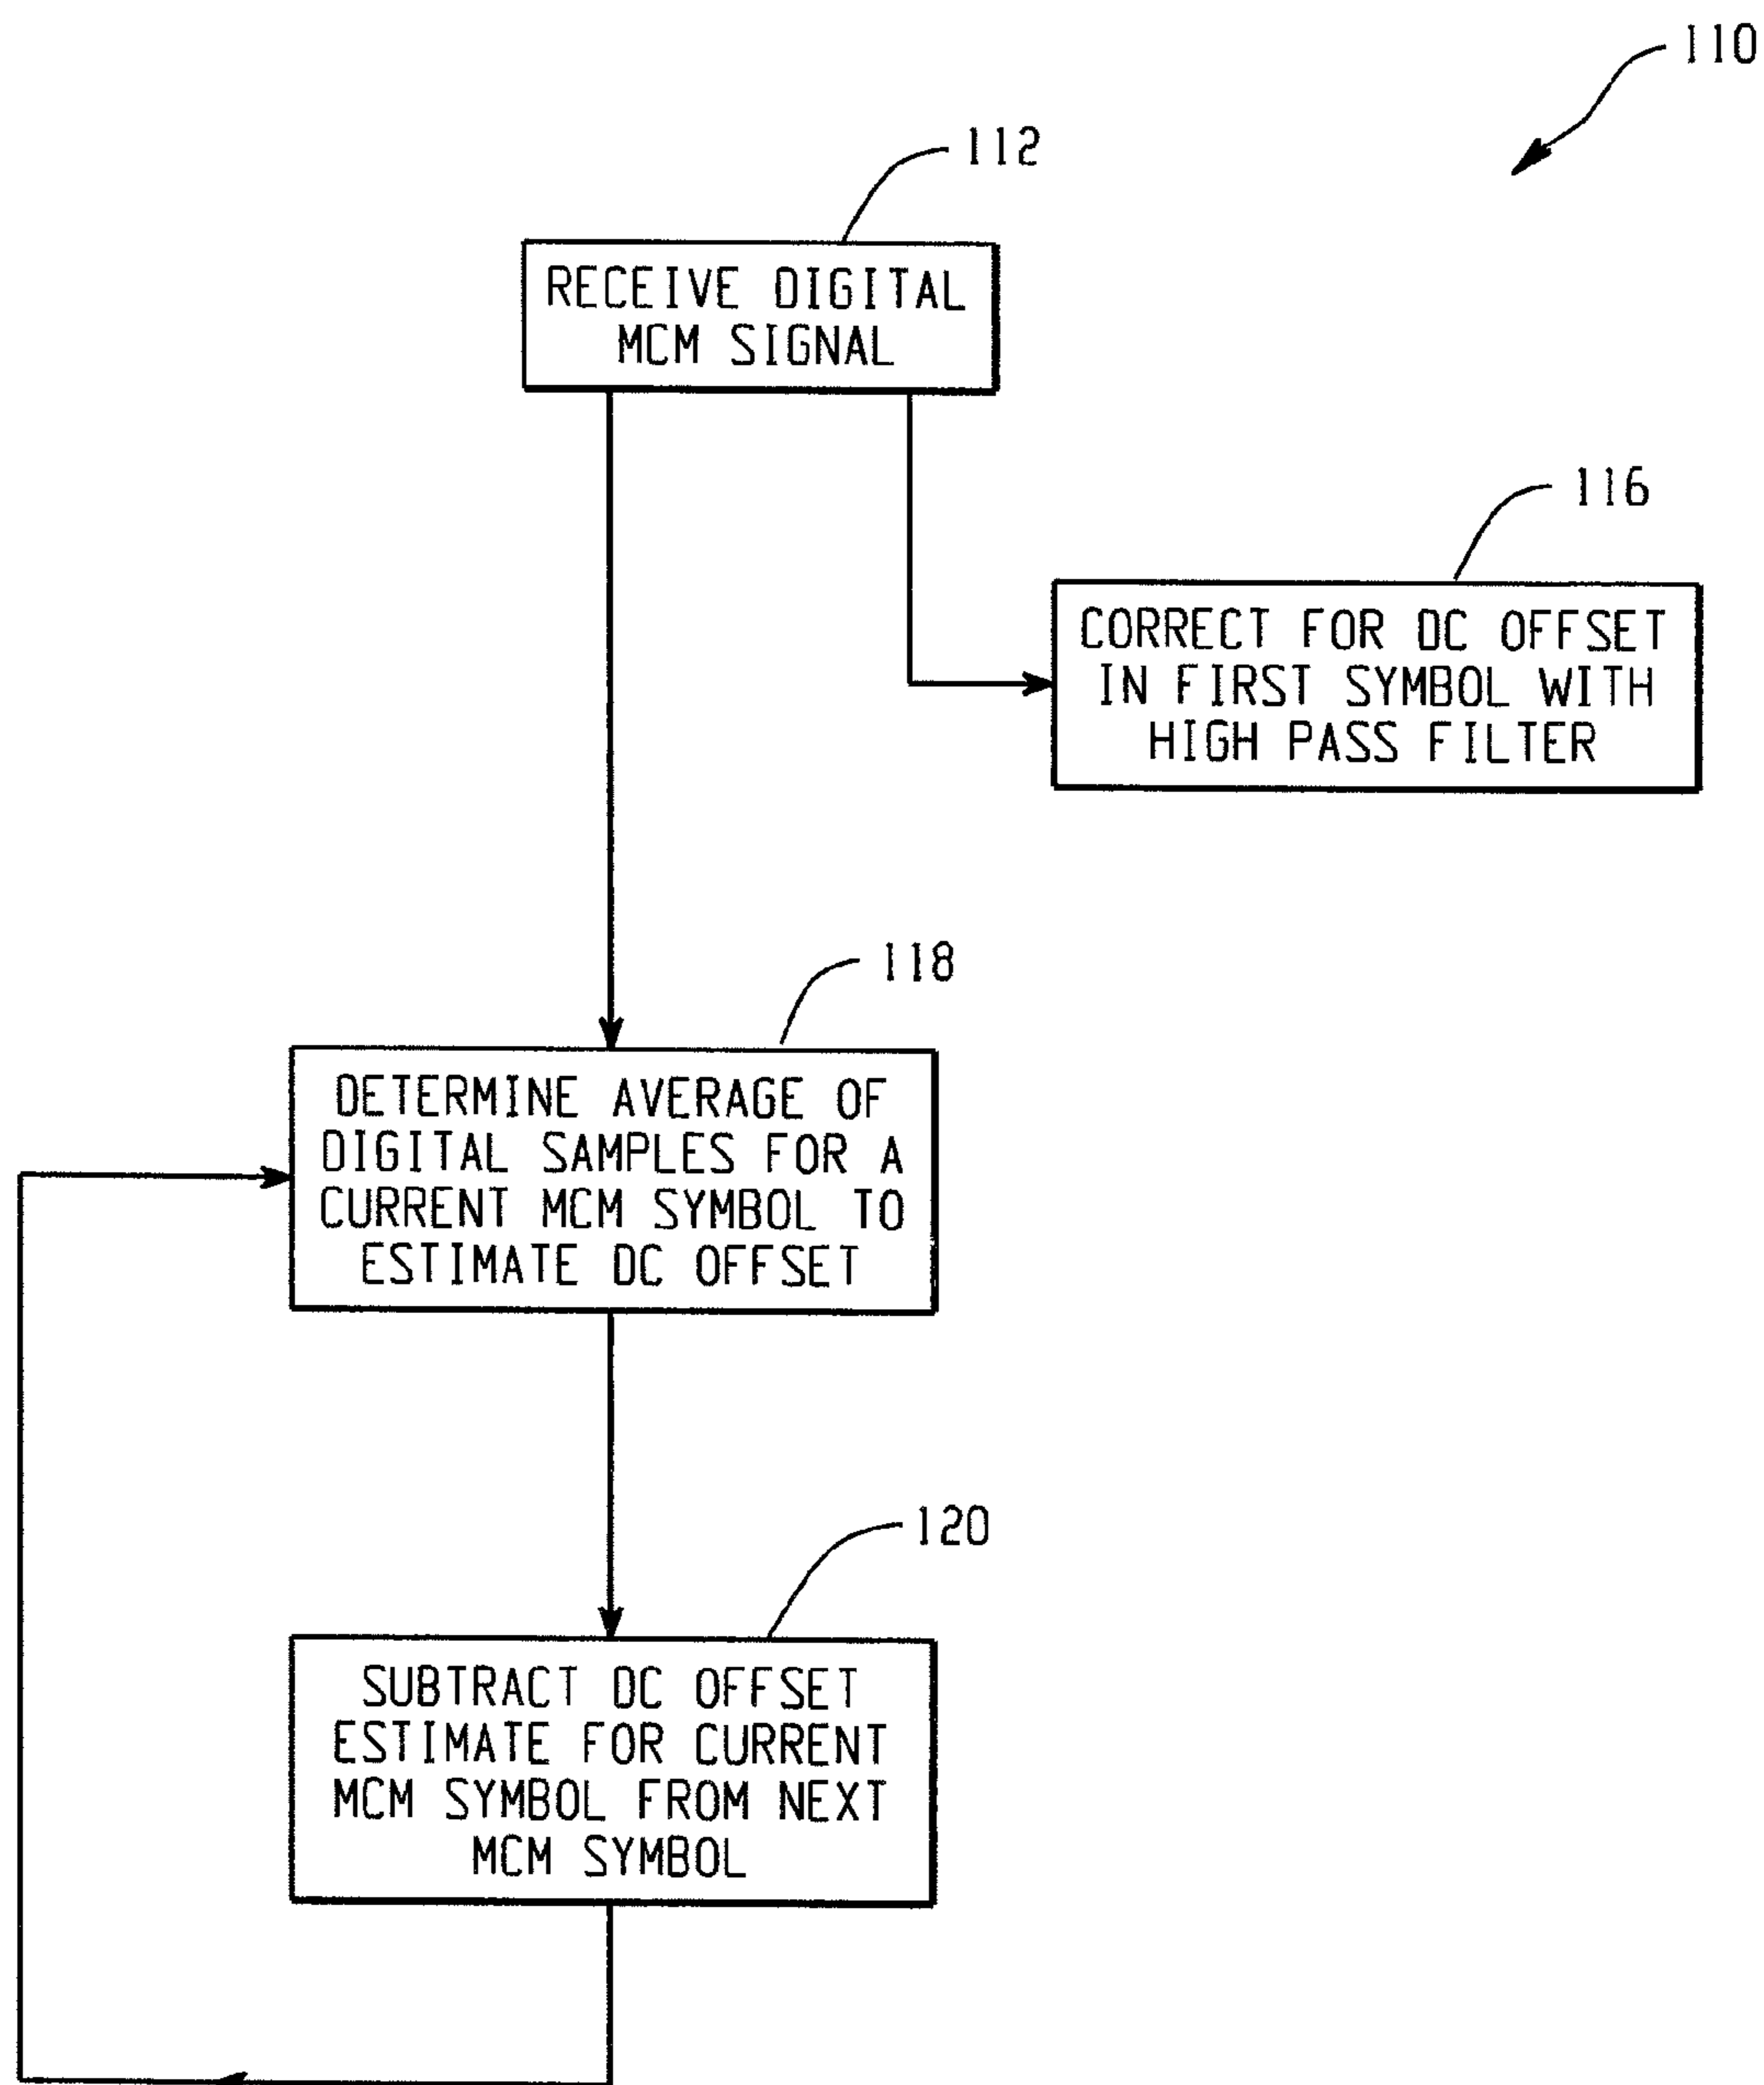 110
112
RECEIVE DIGITAL
MCM SIGNAL
116
CORRECT FOR DC OFFSET
IN FIRST SYMBOL WITH
HIGH PASS FILTER
118
DETERMINE AVERAGE OF
DIGITAL SAMPLES FOR A
CURRENT MCM SYMBOL TO
ESTIMATE DC OFFSET
120
SUBTRACT DC OFFSET
ESTIMATE FOR CURRENT
MCM SYMBOL FROM NEXT
MCM SYMBOL